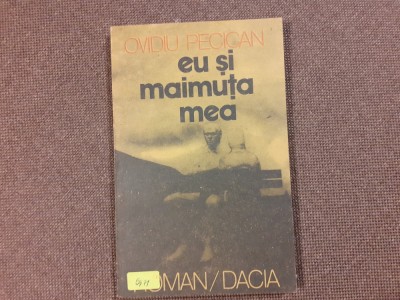 OVIDIU PECICAN
eu și
maimuța
mea
ROMAN/DACIA